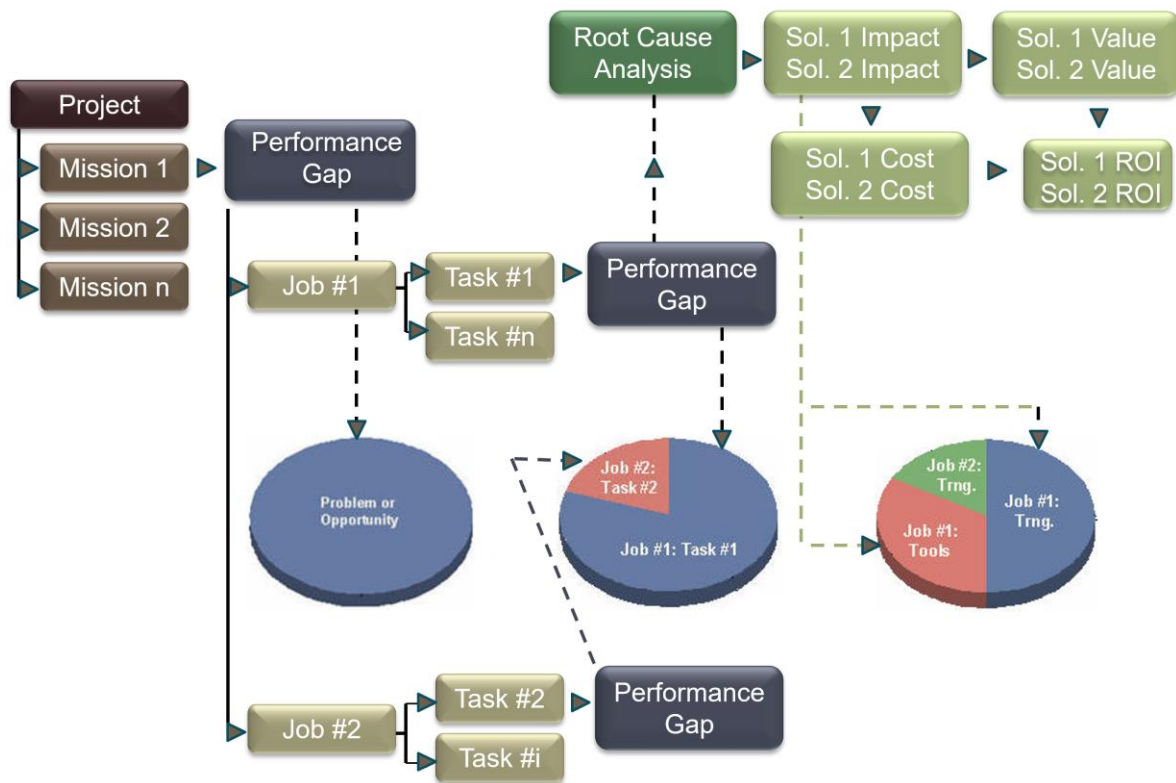 Project
Mission 1
Mission 2
Mission n
Performance
Gap
Root Cause
Analysis
Sol. 1 Impact
Sol. 2 Impact
Sol. 1 Value
Sol. 2 Value
Sol. 1 Cost
Sol. 2 Cost
Sol. 1 ROI
Sol. 2 ROI
Job #1
Task #1
Task #n
Performance
Gap
Problem or
Opportunity
Job #2:
Task #2
Job #1: Task #1
Job #2:
Trng.
Job #1:
Trng.
Job #1:
Tools
Job #2
Task #2
Task #i
Performance
Gap